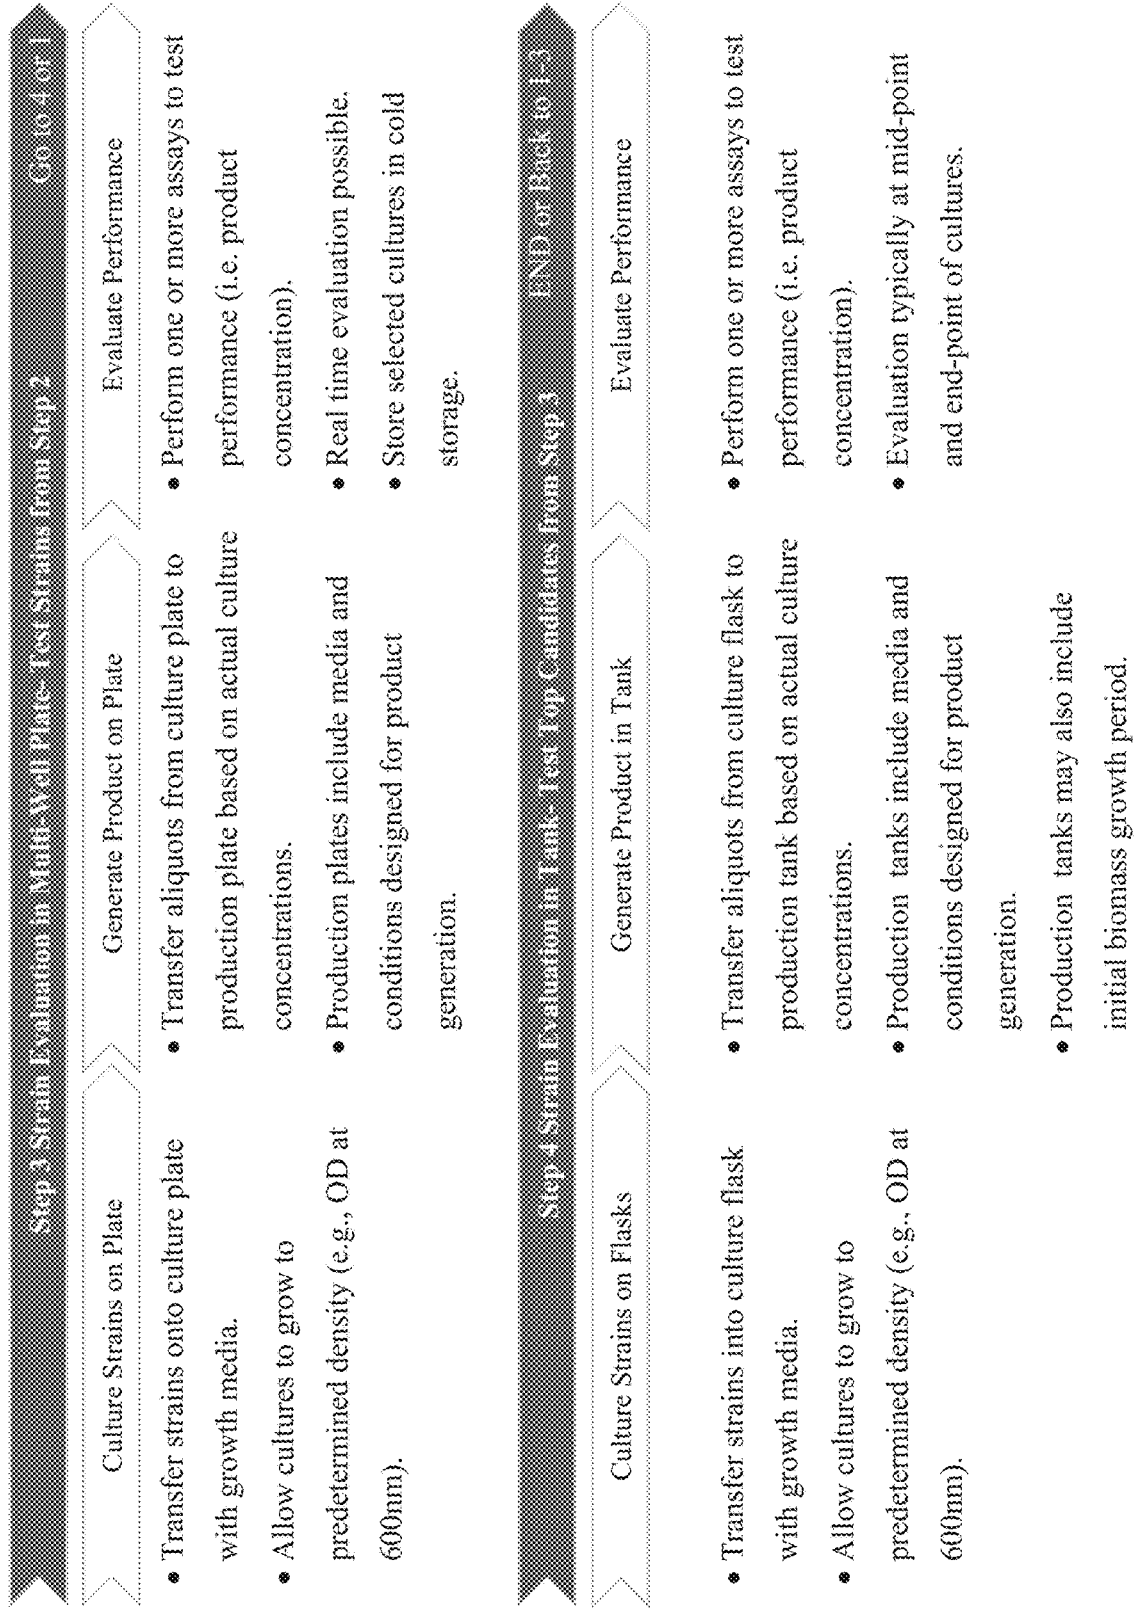 Step 3 Strain Evaluation in Multi-Well Plate- Test Strains from Step 2 Go to 4 or 1
Culture Strains on Plate
• Transfer strains onto culture plate
with growth media.
• Allow cultures to grow to
predetermined density (e.g., OD at
600nm).
Generate Product on Plate
• Transfer aliquots from culture plate to
production plate based on actual culture
concentrations.
• Production plates include media and
conditions designed for product
generation.
Evaluate Performance
• Perform one or more assays to test
performance (i.e. product
concentration).
• Real time evaluation possible.
• Store selected cultures in cold
storage.
Step 4 Strain Evaluation in Tank- Test Top Candidates from Step 3 END or Back to 1-3
Culture Strains on Flasks
• Transfer strains into culture flask
with growth media.
• Allow cultures to grow to
predetermined density (e.g., OD at
600nm).
Generate Product in Tank
• Transfer aliquots from culture flask to
production tank based on actual culture
concentrations.
• Production tanks include media and
conditions designed for product
generation.
• Production tanks may also include
initial biomass growth period.
Evaluate Performance
• Perform one or more assays to test
performance (i.e. product
concentration).
• Evaluation typically at mid-point
and end-point of cultures.